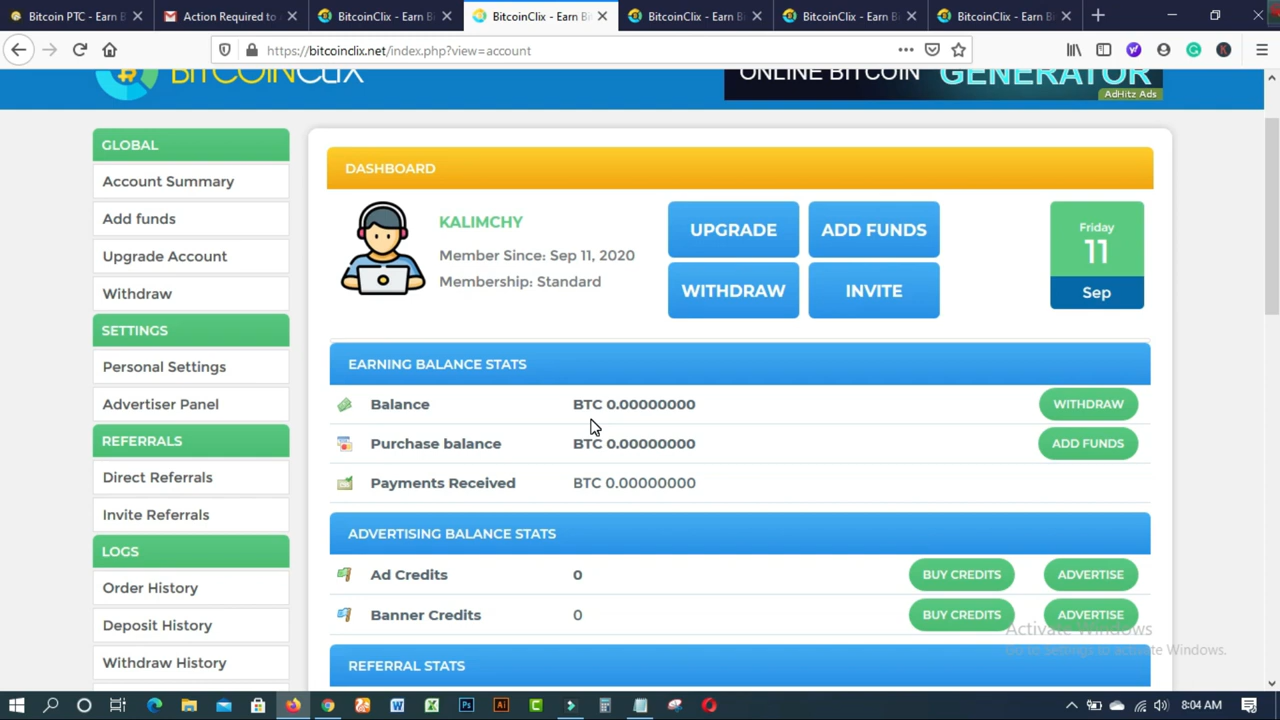 Bitcoin PTC - Earn B
Action Required to
BitcoinClix - Earn B
BitcoinClix - Earn Bi
BitcoinClix - Earn Bi
BitcoinClix - Earn Bi
BitcoinClix - Earn Bi
https://bitcoinclix.net/index.php?view=account
BITCOINCLIX
ONLINE BITCOIN GENERATOR
AdHitz Ads
GLOBAL
Account Summary
Add funds
Upgrade Account
Withdraw
SETTINGS
Personal Settings
Advertiser Panel
REFERRALS
Direct Referrals
Invite Referrals
LOGS
Order History
Deposit History
Withdraw History
DASHBOARD
KALIMCHY
Member Since: Sep 11, 2020
Membership: Standard
UPGRADE
ADD FUNDS
WITHDRAW
INVITE
Friday
11
Sep
EARNING BALANCE STATS
Balance BTC 0.00000000 WITHDRAW
Purchase balance BTC 0.00000000 ADD FUNDS
Payments Received BTC 0.00000000
ADVERTISING BALANCE STATS
Ad Credits 0 BUY CREDITS ADVERTISE
Banner Credits 0 BUY CREDITS ADVERTISE
REFERRAL STATS
Activate Windows
Go to Settings to activate Windows.
8:04 AM